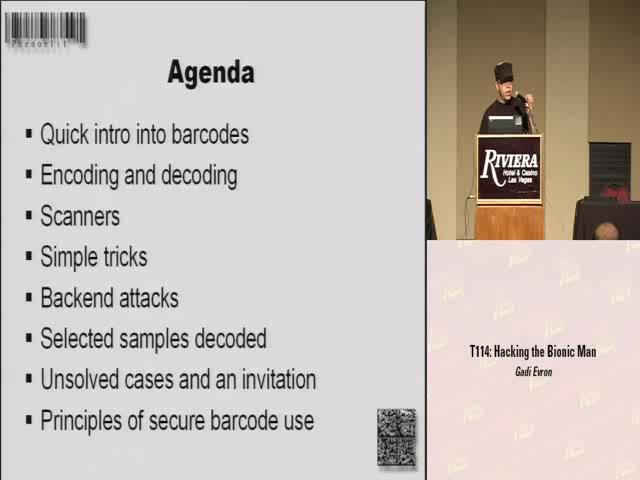 Phenoelit
Agenda
Quick intro into barcodes
Encoding and decoding
Scanners
Simple tricks
Backend attacks
Selected samples decoded
Unsolved cases and an invitation
Principles of secure barcode use
RIVIERA
Hotel & Casino
Las Vegas
T114: Hacking the Bionic Man
Gadi Evron